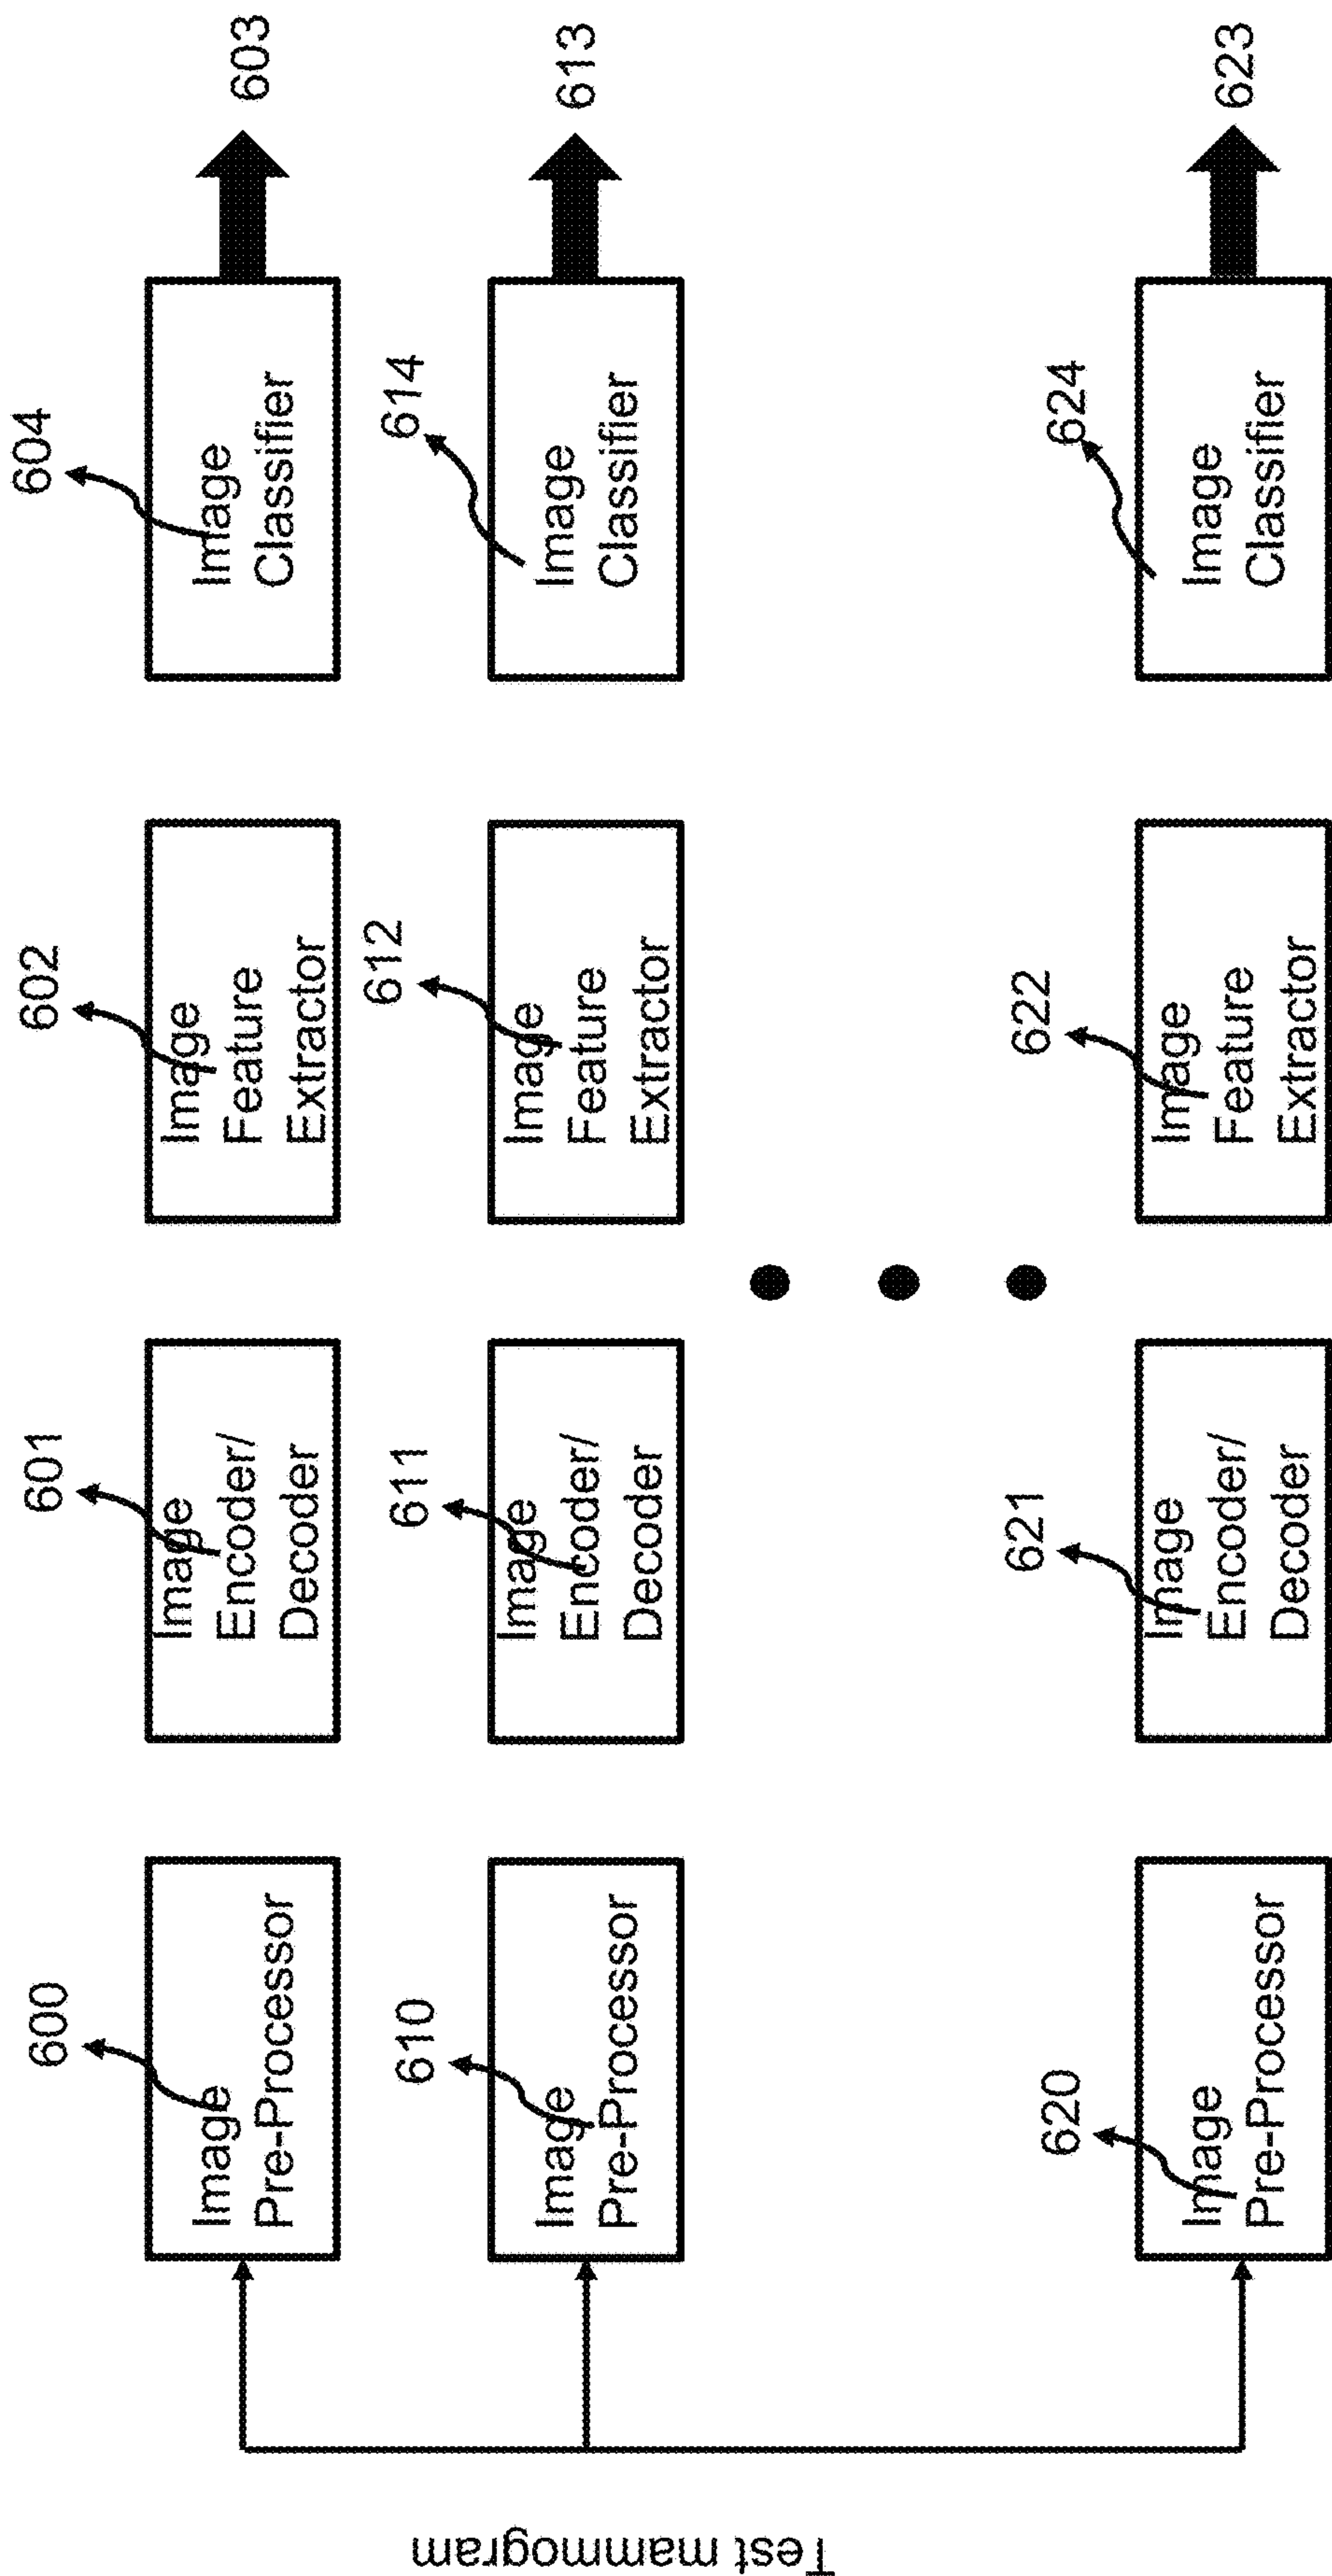 Test mammogram
600
Image
Pre-Processor
601
Image
Encoder/
Decoder
602
Image
Feature
Extractor
604
Image
Classifier
603
610
Image
Pre-Processor
611
Image
Encoder/
Decoder
612
Image
Feature
Extractor
614
Image
Classifier
613
620
Image
Pre-Processor
621
Image
Encoder/
Decoder
622
Image
Feature
Extractor
624
Image
Classifier
623